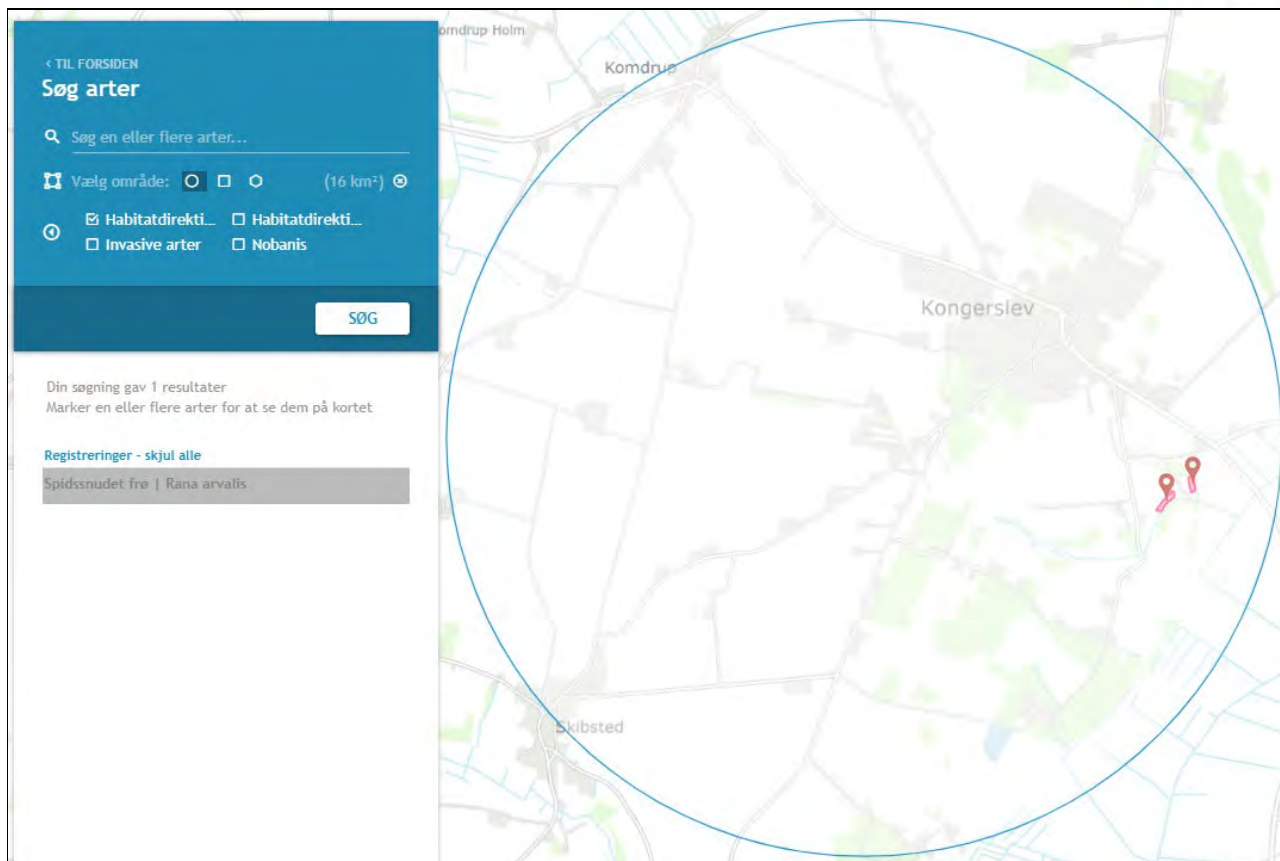 ‹ TIL FORSIDEN
Søg arter
Søg en eller flere arter...
Vælg område: (16 km²)
Habitatdirekti... Habitatdirekti...
Invasive arter Nobanis
SØG
Din søgning gav 1 resultater
Marker en eller flere arter for at se dem på kortet
Registreringer - skjul alle
Spidssnudet frø | Rana arvalis
omdrup Holm
Komdrup
Kongerslev
Skibsted